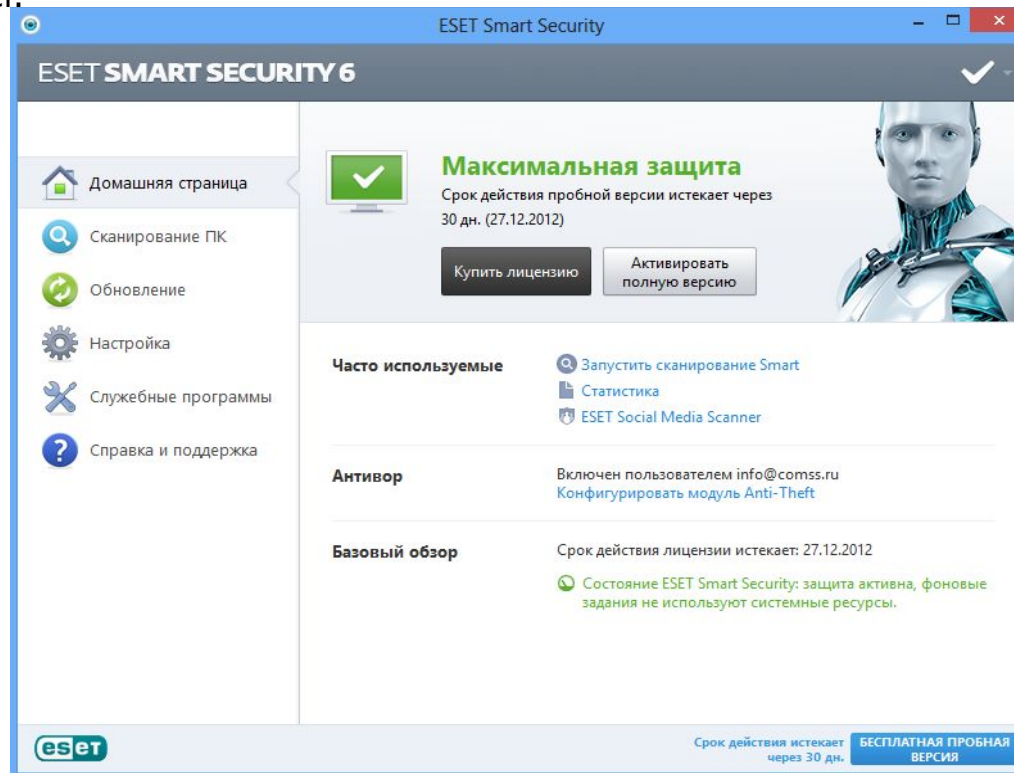 ESET Smart Security
ESET SMART SECURITY 6
Домашняя страница
Сканирование ПК
Обновление
Настройка
Служебные программы
Справка и поддержка
Максимальная защита
Срок действия пробной версии истекает через
30 дн. (27.12.2012)
Купить лицензию
Активировать
полную версию
Часто используемые
Запустить сканирование Smart
Статистика
ESET Social Media Scanner
Антивор
Включен пользователем info@comss.ru
Конфигурировать модуль Anti-Theft
Базовый обзор
Срок действия лицензии истекает: 27.12.2012
Состояние ESET Smart Security: защита активна, фоновые
задания не используют системные ресурсы.
eset
Срок действия истекает
через 30 дн.
БЕСПЛАТНАЯ ПРОБНАЯ
ВЕРСИЯ